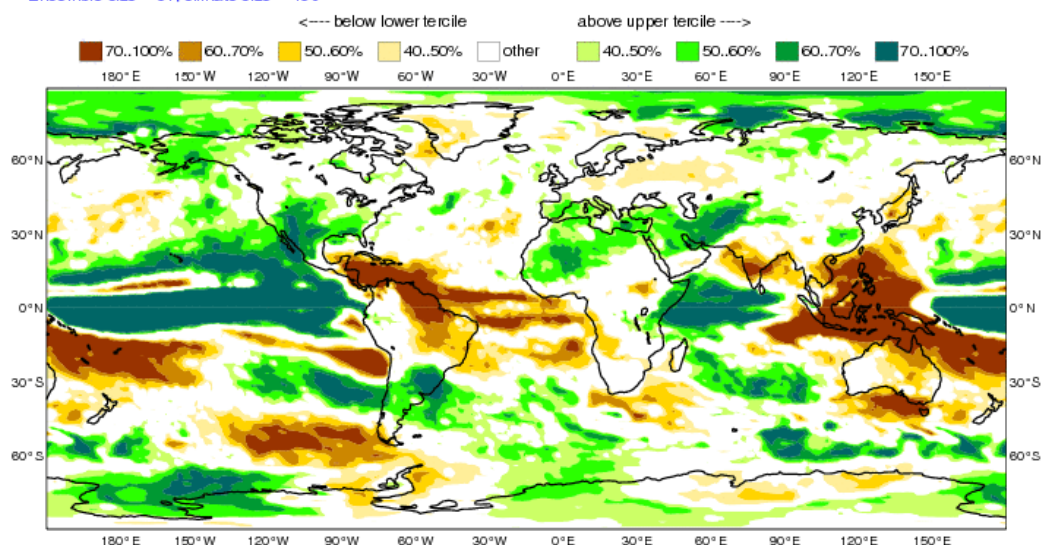 <---- below lower tercile above upper tercile ---->
70..100% 60..70% 50..60% 40..50% other 40..50% 50..60% 60..70% 70..100%
180°E 150°W 120°W 90°W 60°W 30°W 0°E 30°E 60°E 90°E 120°E 150°E
60°N 60°N
30°N 30°N
0°N 0°N
30°S 30°S
60°S 60°S
180°E 150°W 120°W 90°W 60°W 30°W 0°E 30°E 60°E 90°E 120°E 150°E